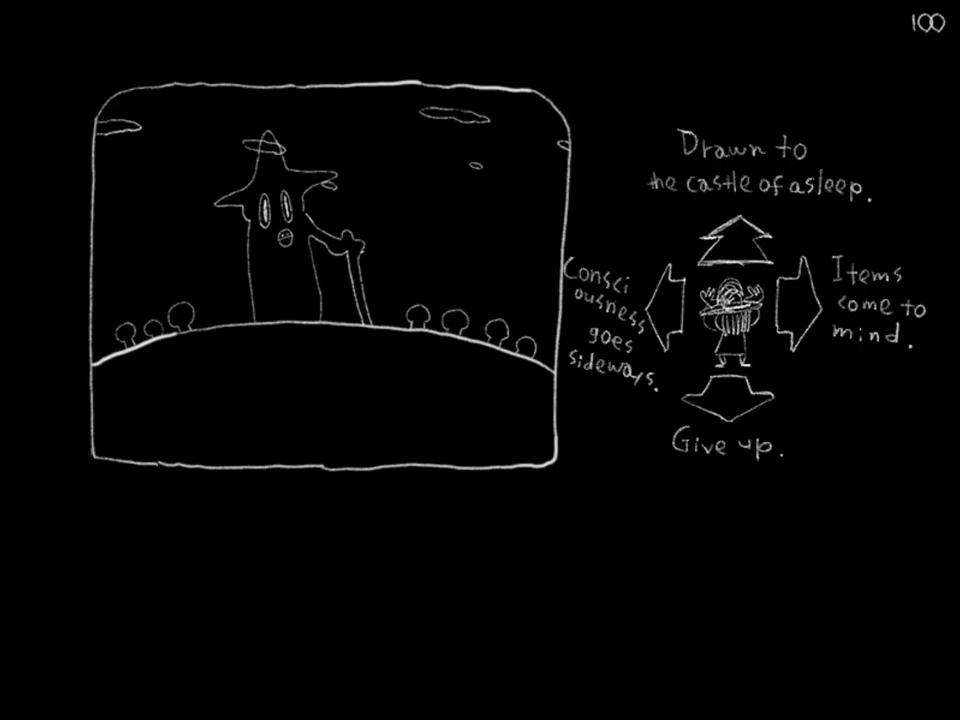 100
Drawn to
the castle of asleep.
Consci
ousness
goes
sideways.
Items
come to
mind.
Give up.